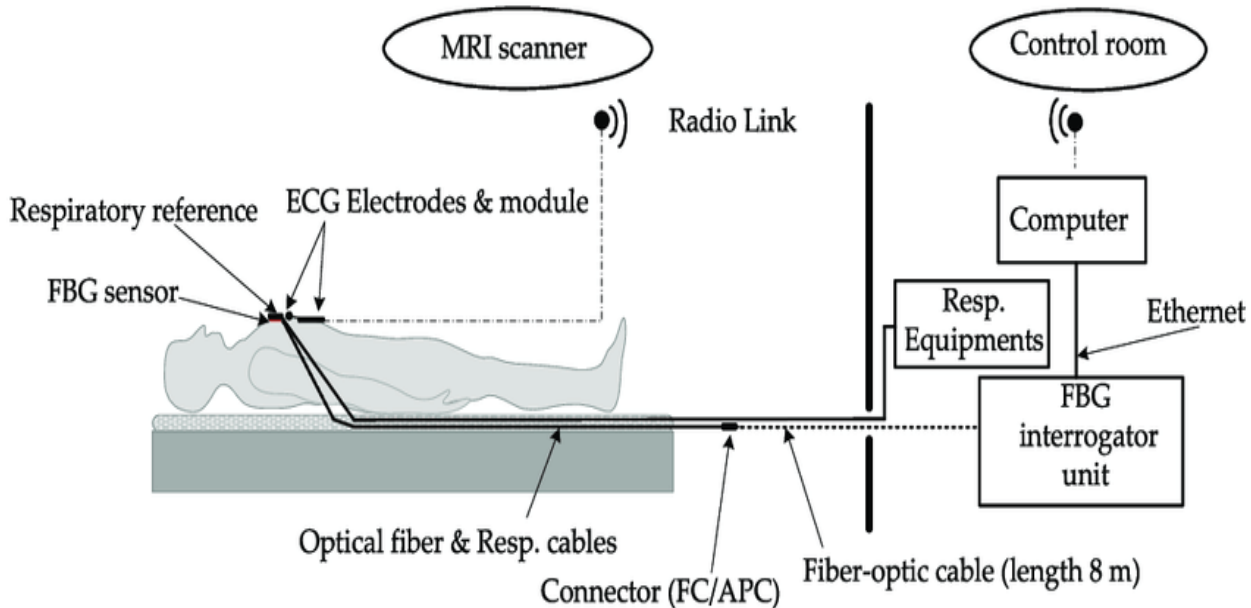 MRI scanner
Control room
Radio Link
ECG Electrodes & module
Respiratory reference
FBG sensor
Computer
Resp.
Equipments
Ethernet
FBG
interrogator
unit
Optical fiber & Resp. cables
Connector (FC/APC)
Fiber-optic cable (length 8 m)